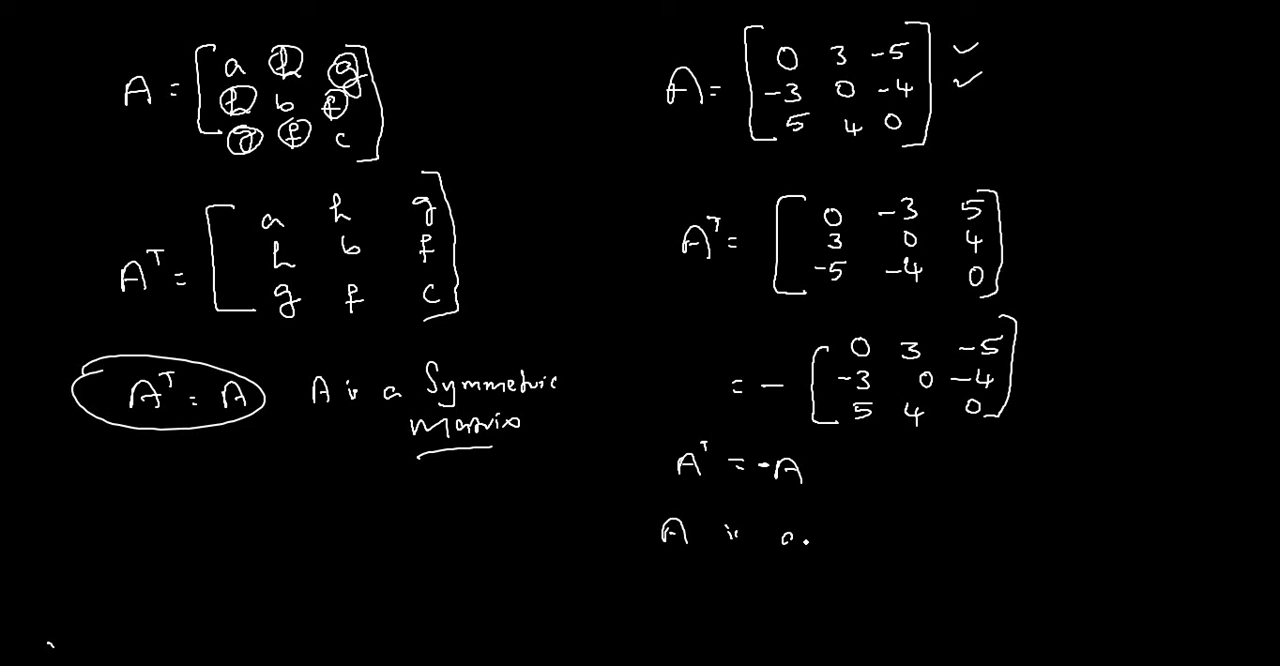 A = [ a h g
h b f
g f c ]
A^T = [ a h g
h b f
g f c ]
A^T = A A is a Symmetric
Matrix
A = [ 0 3 -5
-3 0 -4
5 4 0 ]
A^T = [ 0 -3 5
3 0 4
-5 -4 0 ]
= - [ 0 3 -5
-3 0 -4
5 4 0 ]
A^T = -A
A is a